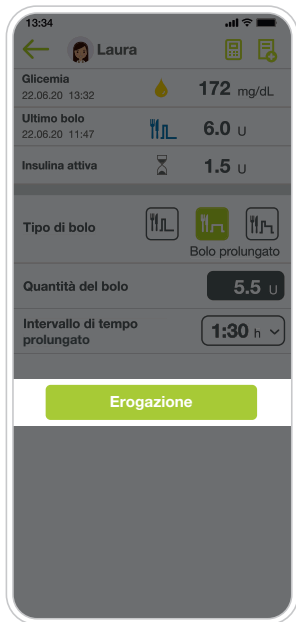 13:34
Laura
Glicemia
22.06.20 13:32
172 mg/dL
Ultimo bolo
22.06.20 11:47
6.0 U
Insulina attiva
1.5 U
Tipo di bolo
Bolo prolungato
Quantità del bolo
5.5 U
Intervallo di tempo
prolungato
1:30 h
Erogazione